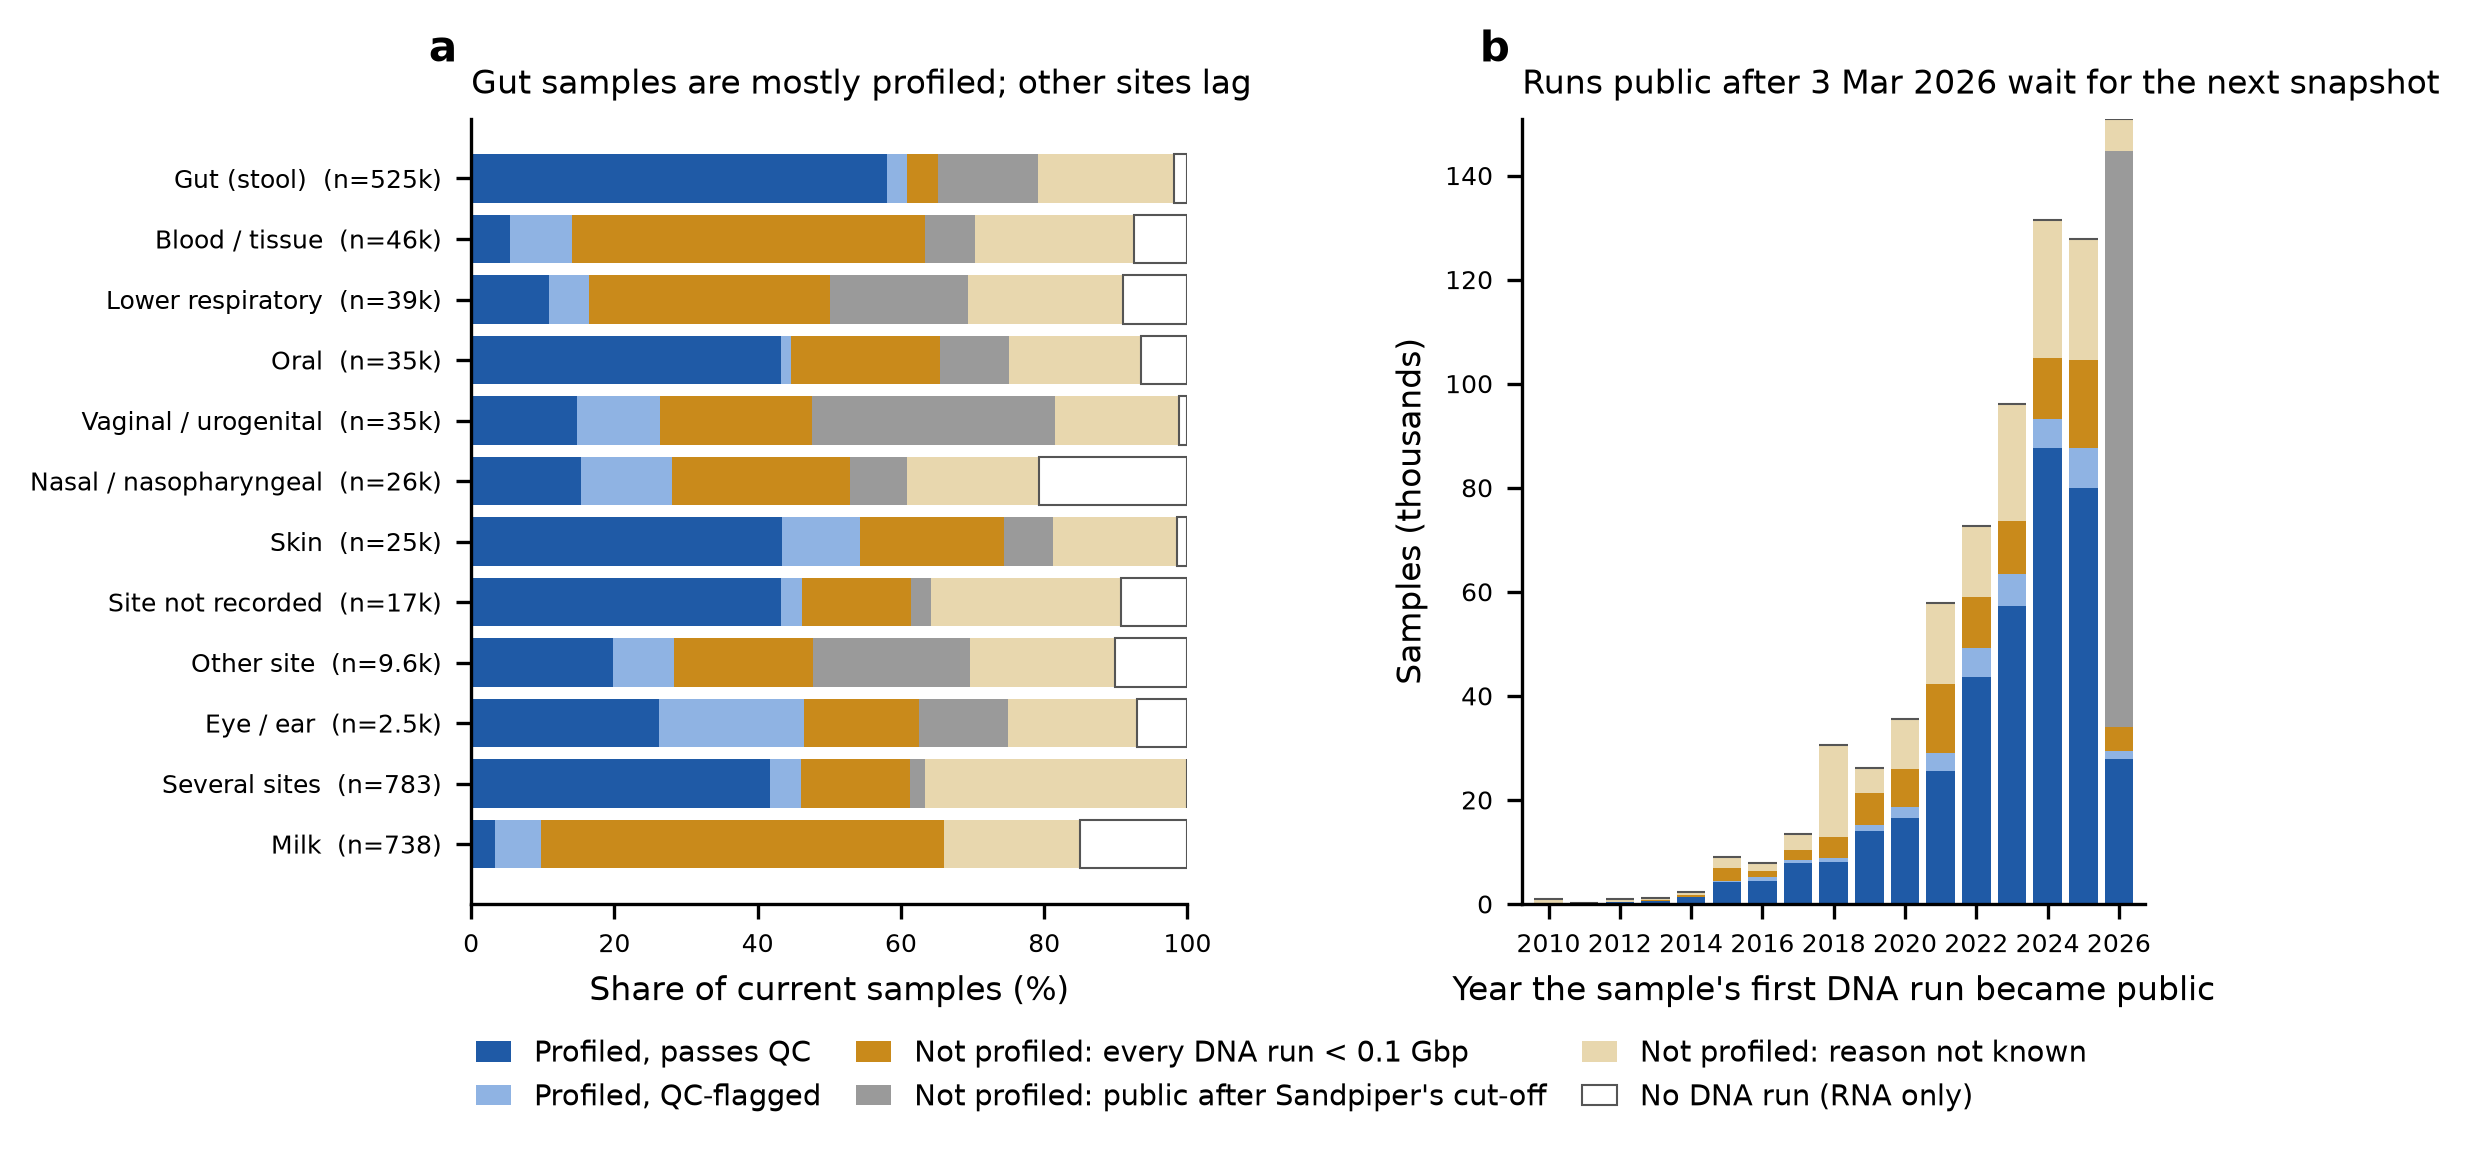 a
Gut samples are mostly profiled; other sites lag
Gut (stool)  (n=525k)
Blood / tissue  (n=46k)
Lower respiratory  (n=39k)
Oral  (n=35k)
Vaginal / urogenital  (n=35k)
Nasal / nasopharyngeal  (n=26k)
Skin  (n=25k)
Site not recorded  (n=17k)
Other site  (n=9.6k)
Eye / ear  (n=2.5k)
Several sites  (n=783)
Milk  (n=738)
0 20 40 60 80 100
Share of current samples (%)
b
Runs public after 3 Mar 2026 wait for the next snapshot
Samples (thousands)
140
120
100
80
60
40
20
0
2010 2012 2014 2016 2018 2020 2022 2024 2026
Year the sample's first DNA run became public
Profiled, passes QC
Profiled, QC-flagged
Not profiled: every DNA run < 0.1 Gbp
Not profiled: public after Sandpiper's cut-off
Not profiled: reason not known
No DNA run (RNA only)